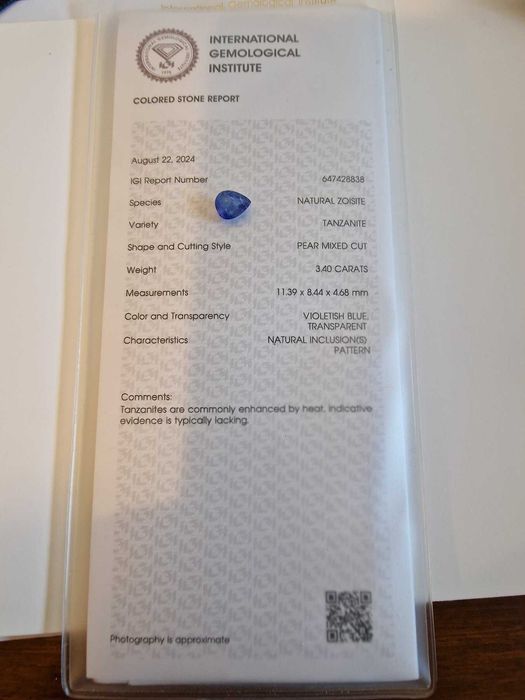 International Gemological Institute
INTERNATIONAL
GEMOLOGICAL
INSTITUTE
COLORED STONE REPORT
August 22, 2024
IGI Report Number 647428838
Species NATURAL ZOISITE
Variety TANZANITE
Shape and Cutting Style PEAR MIXED CUT
Weight 3.40 CARATS
Measurements 11.39 x 8.44 x 4.68 mm
Color and Transparency VIOLETISH BLUE,
TRANSPARENT
Characteristics NATURAL INCLUSION(S)
PATTERN
Comments:
Tanzanites are commonly enhanced by heat, indicative
evidence is typically lacking.
Photography is approximate